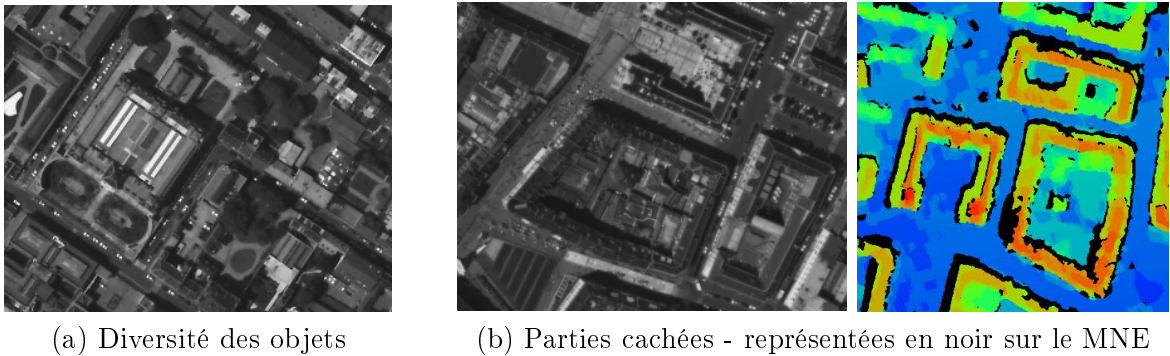 (a) Diversité des objets
(b) Parties cachées - représentées en noir sur le MNE